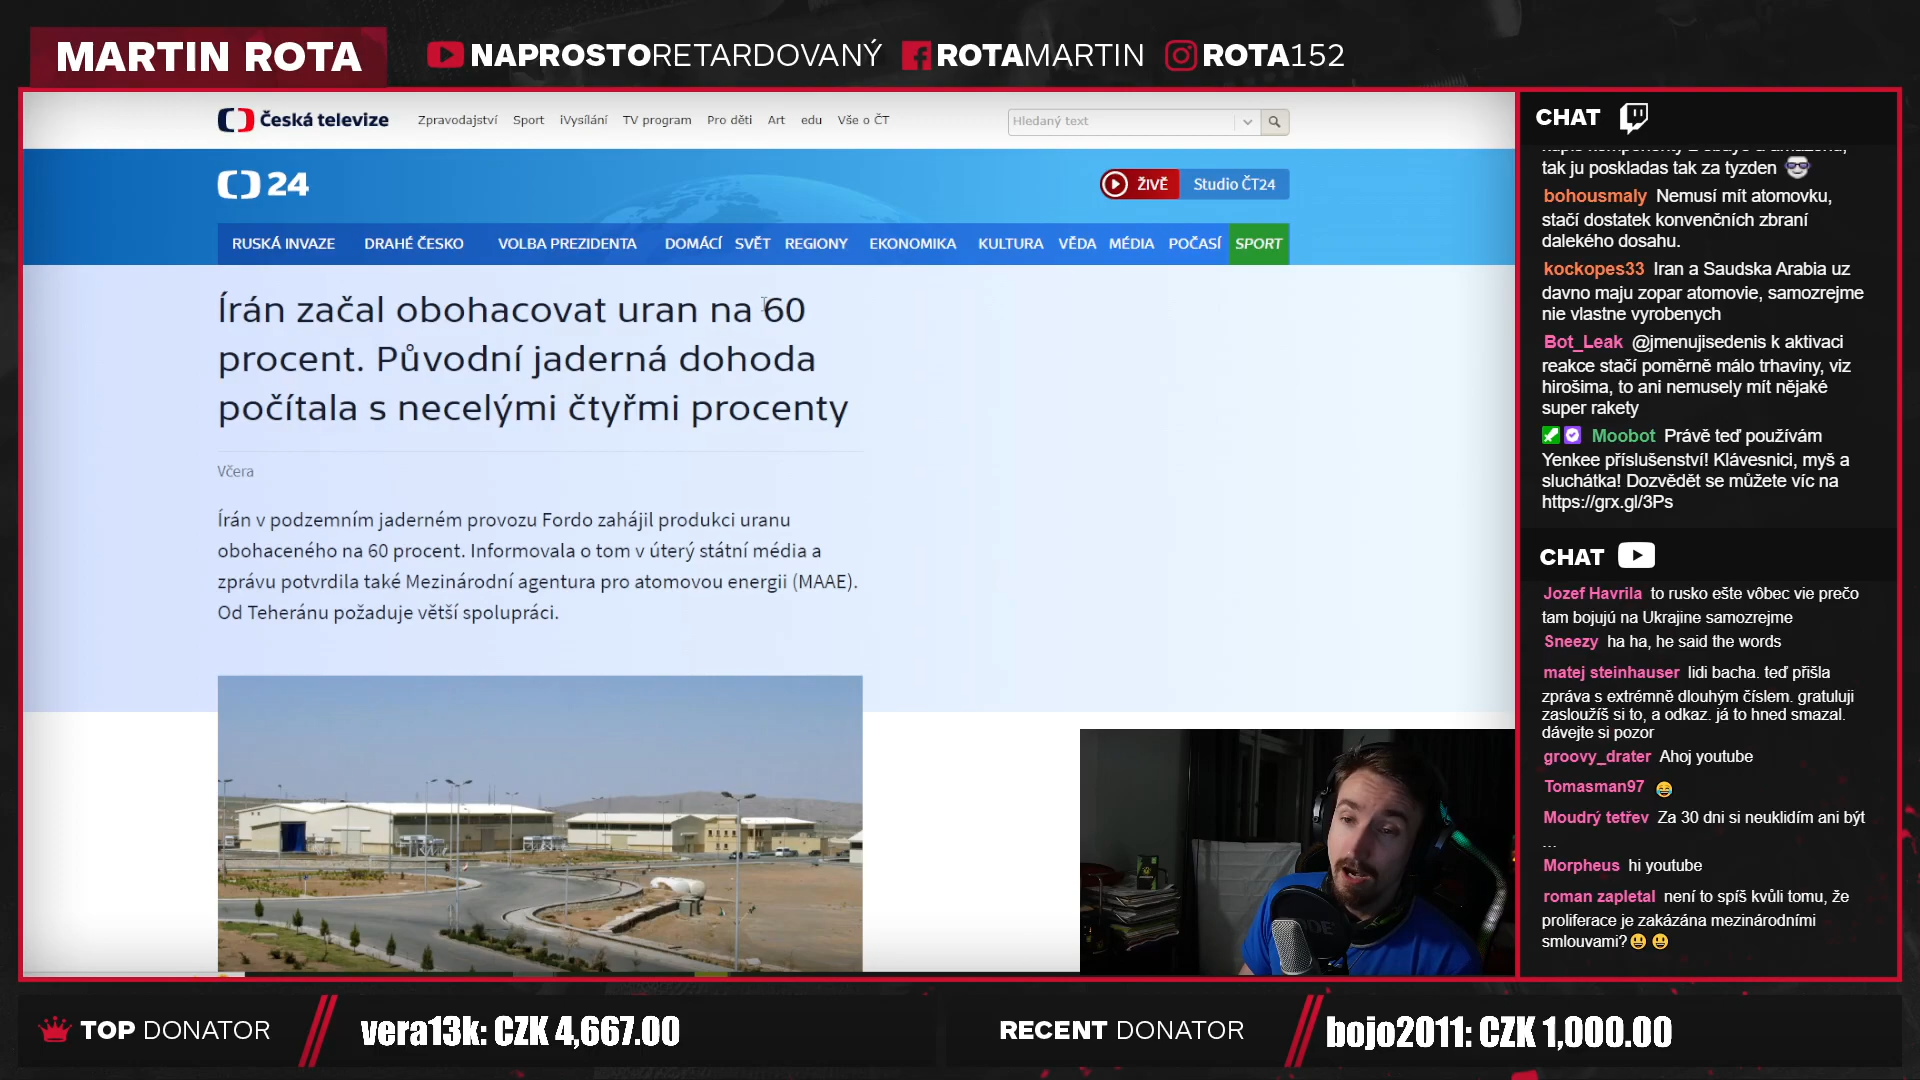 MARTIN ROTA
NAPROSTORETARDOVANÝ
ROTAMARTIN
ROTA152
Česká televize
Zpravodajství Sport iVysílání TV program Pro děti Art edu Vše o ČT
Hledaný text
24
ŽIVĚ Studio ČT24
RUSKÁ INVAZE DRAHÉ ČESKO VOLBA PREZIDENTA DOMÁCÍ SVĚT REGIONY EKONOMIKA KULTURA VĚDA MÉDIA POČASÍ SPORT
Írán začal obohacovat uran na 60
procent. Původní jaderná dohoda
počítala s necelými čtyřmi procenty
Včera
Írán v podzemním jaderném provozu Fordo zahájil produkci uranu
obohaceného na 60 procent. Informovala o tom v úterý státní média a
zprávu potvrdila také Mezinárodní agentura pro atomovou energii (MAAE).
Od Teheránu požaduje větší spolupráci.
CHAT
tak ju poskladas tak za tyzden
bohousmaly Nemusí mít atomovku,
stačí dostatek konvenčních zbraní
dalekého dosahu.
kockopes33 Iran a Saudska Arabia uz
davno maju zopar atomovie, samozrejme
nie vlastne vyrobenych
Bot_Leak @jmenujisedenis k aktivaci
reakce stačí poměrně málo trhaviny, viz
hirošima, to ani nemusely mít nějaké
super rakety
Moobot Právě teď používám
Yenkee příslušenství! Klávesnici, myš a
sluchátka! Dozvědět se můžete víc na
https://grx.gl/3Ps
CHAT
Jozef Havrila to rusko ešte vôbec vie prečo
tam bojujú na Ukrajine samozrejme
Sneezy ha ha, he said the words
matej steinhauser lidi bacha. teď přišla
zpráva s extrémně dlouhým číslem. gratuluji
zasloužíš si to, a odkaz. já to hned smazal.
dávejte si pozor
groovy_drater Ahoj youtube
Tomasman97 😂
Moudrý tetřev Za 30 dni si neuklidím ani být
...
Morpheus hi youtube
roman zapletal není to spíš kvůli tomu, že
proliferace je zakázána mezinárodními
smlouvami?😃 😃
TOP DONATOR
vera13k: CZK 4,667.00
RECENT DONATOR
bojo2011: CZK 1,000.00